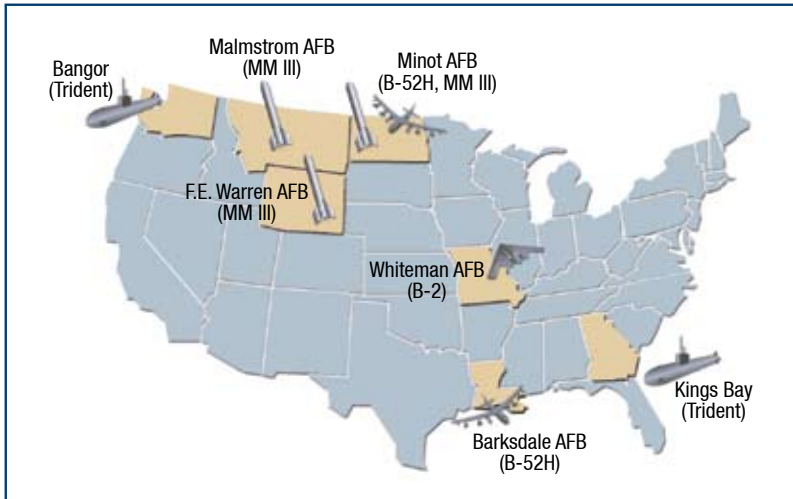 Malmstrom AFB
(MM III)
Minot AFB
(B-52H, MM III)
Bangor
(Trident)
F.E. Warren AFB
(MM III)
Whiteman AFB
(B-2)
Kings Bay
(Trident)
Barksdale AFB
(B-52H)